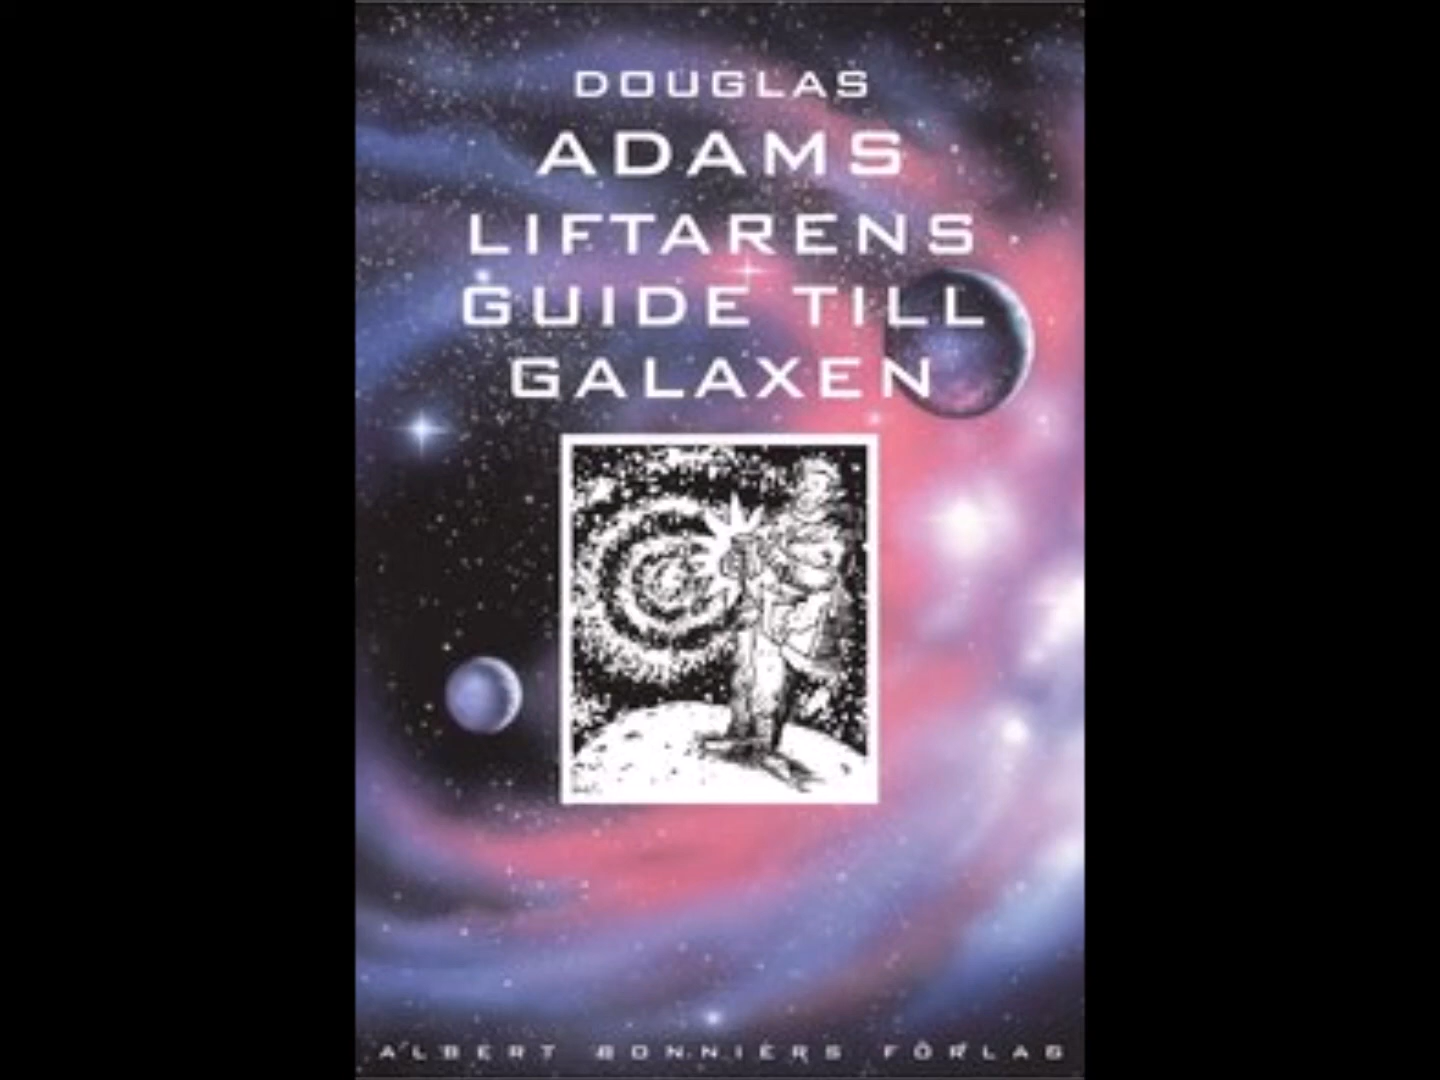 DOUGLAS
ADAMS
LIFTARENS
GUIDE TILL
GALAXEN
ALBERT BONNIERS FÖRLAG